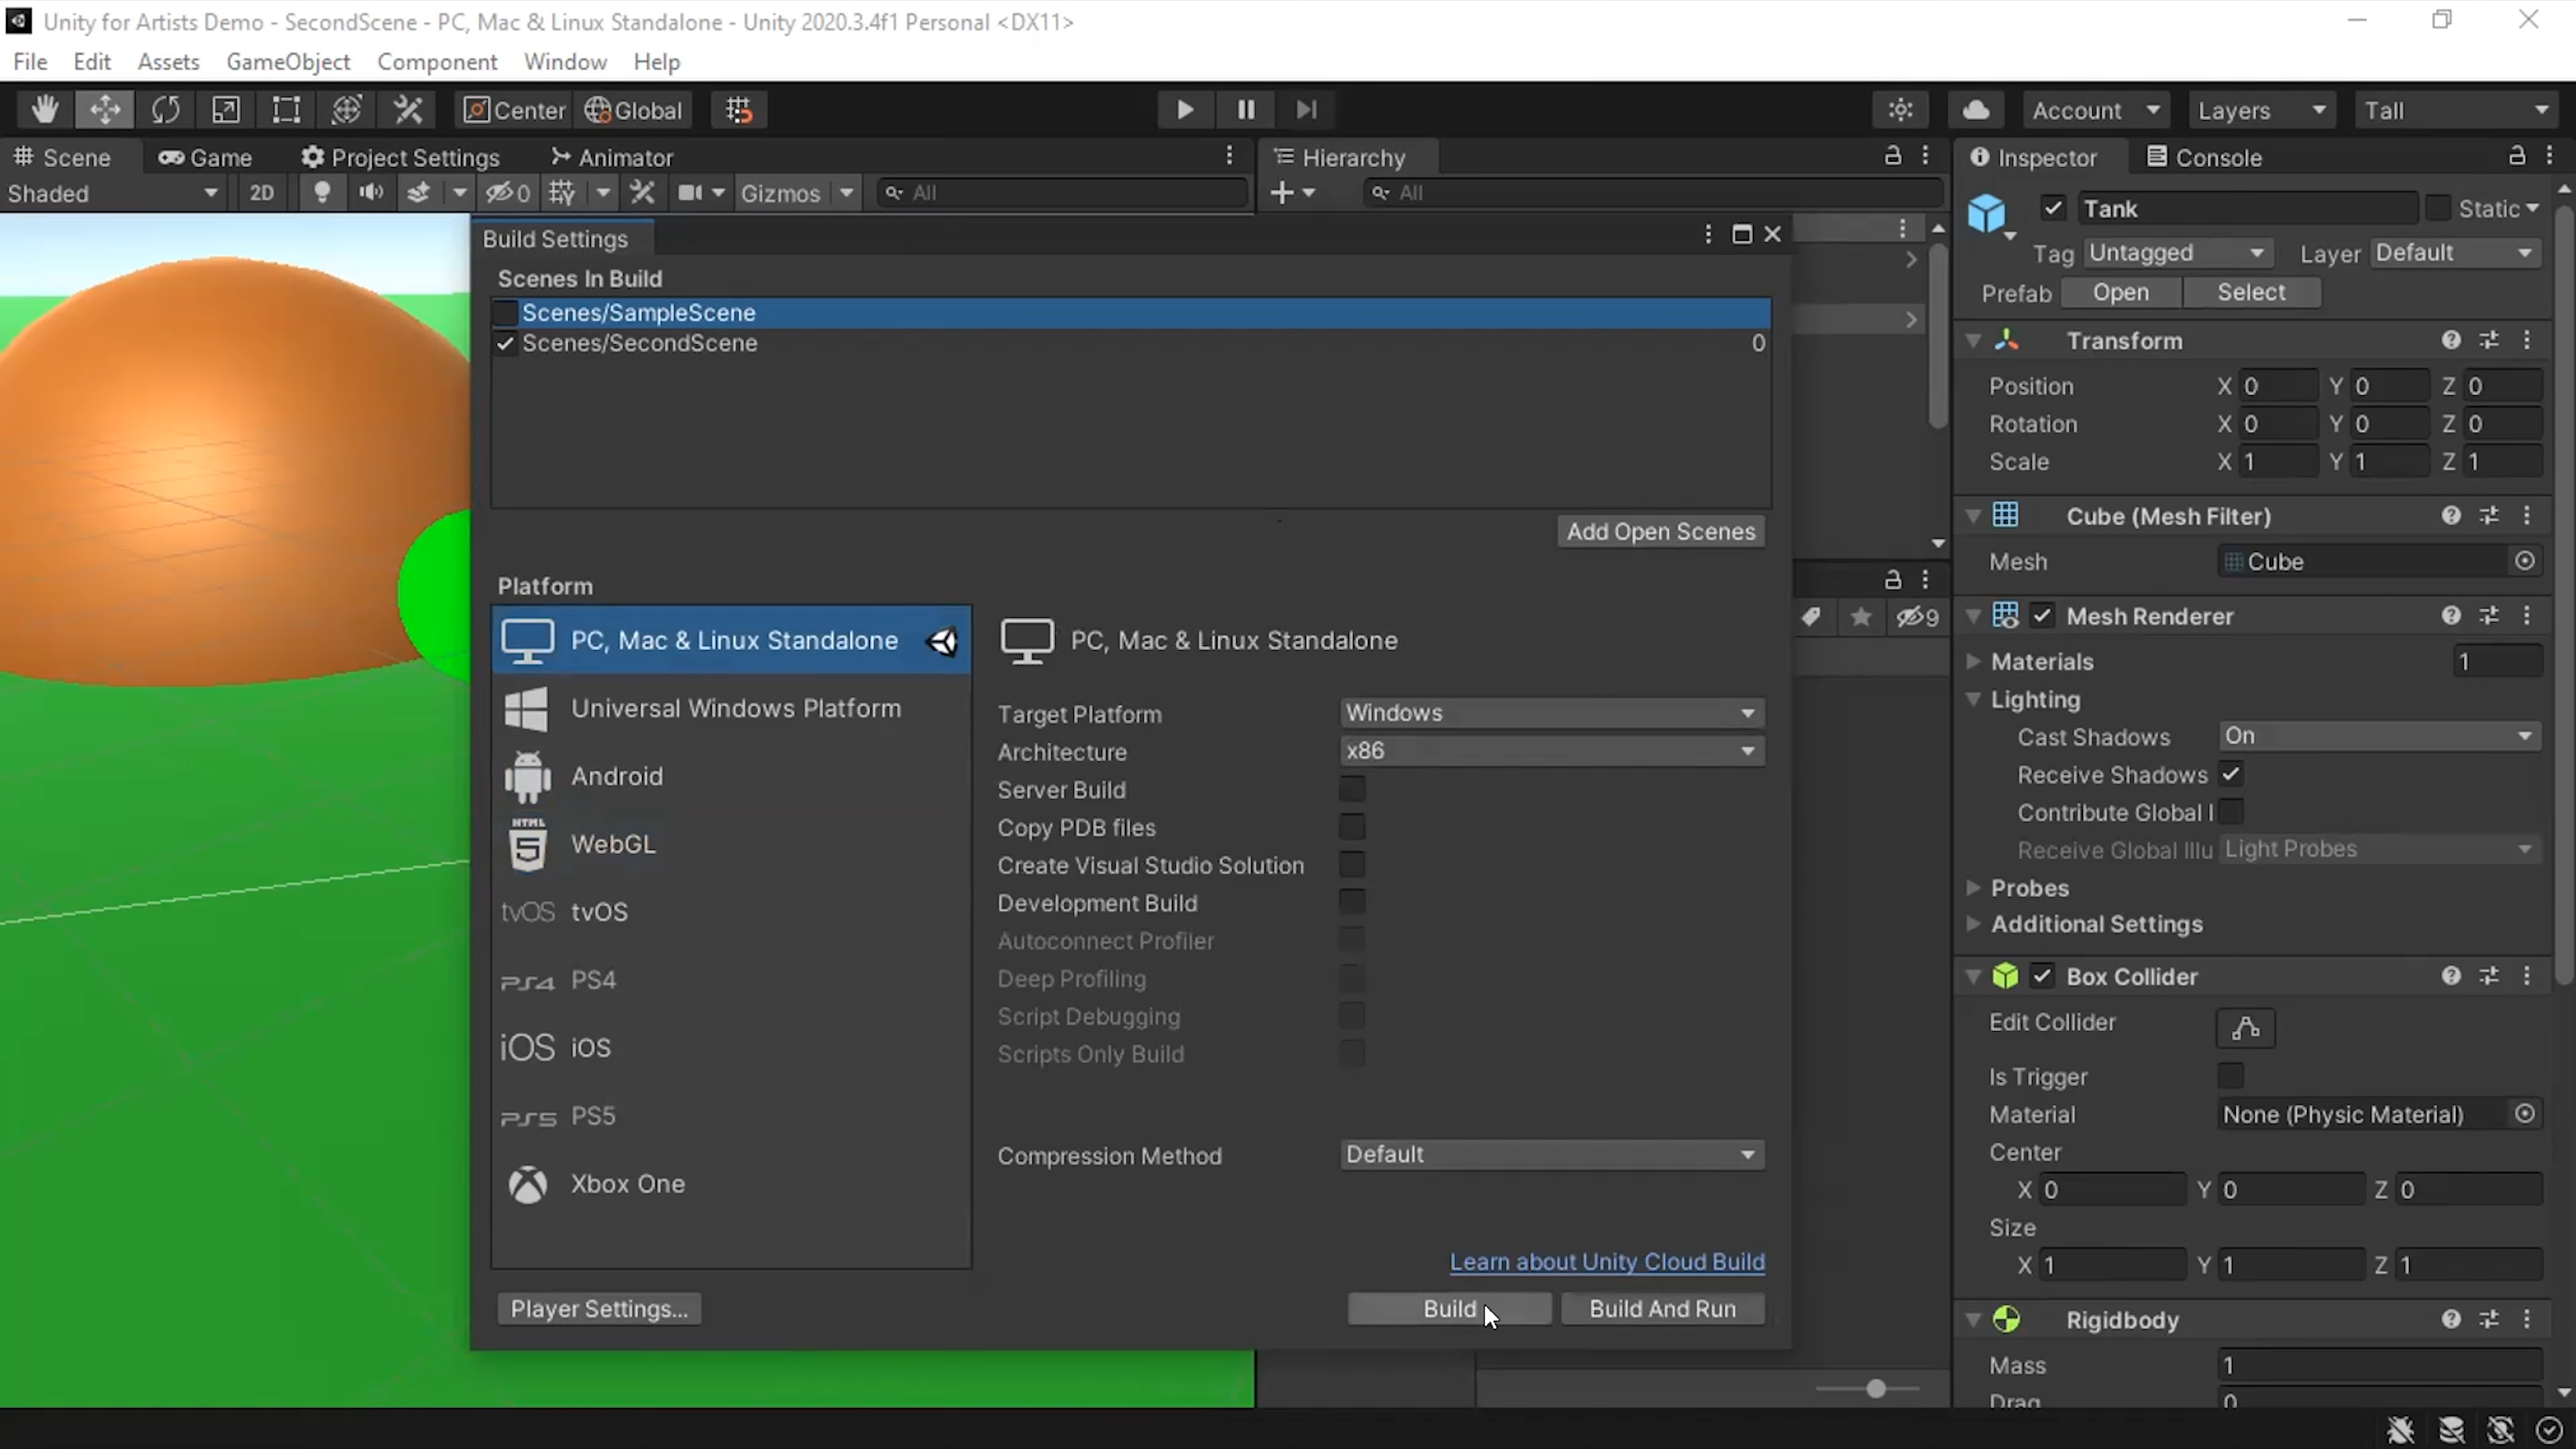 Unity for Artists Demo - SecondScene - PC, Mac & Linux Standalone - Unity 2020.3.4f1 Personal <DX11>
File Edit Assets GameObject Component Window Help
Center Global Account Layers Tall
Scene Game Project Settings Animator Hierarchy Inspector Console
Shaded 2D 0 Gizmos All All
Tank Static
Tag Untagged Layer Default
Prefab Open Select
Build Settings
Scenes In Build
Scenes/SampleScene
Scenes/SecondScene 0
Add Open Scenes
Platform
PC, Mac & Linux Standalone
Universal Windows Platform
Android
HTML 5 WebGL
tvOS tvOS
PS4 PS4
iOS iOS
PS5 PS5
Xbox One
PC, Mac & Linux Standalone
Target Platform Windows
Architecture x86
Server Build
Copy PDB files
Create Visual Studio Solution
Development Build
Autoconnect Profiler
Deep Profiling
Script Debugging
Scripts Only Build
Compression Method Default
Learn about Unity Cloud Build
Player Settings... Build Build And Run
9
Transform
Position X 0 Y 0 Z 0
Rotation X 0 Y 0 Z 0
Scale X 1 Y 1 Z 1
Cube (Mesh Filter)
Mesh Cube
Mesh Renderer
Materials 1
Lighting
Cast Shadows On
Receive Shadows
Contribute Global I
Receive Global Illu Light Probes
Probes
Additional Settings
Box Collider
Edit Collider
Is Trigger
Material None (Physic Material)
Center
X 0 Y 0 Z 0
Size
X 1 Y 1 Z 1
Rigidbody
Mass 1
Drag 0